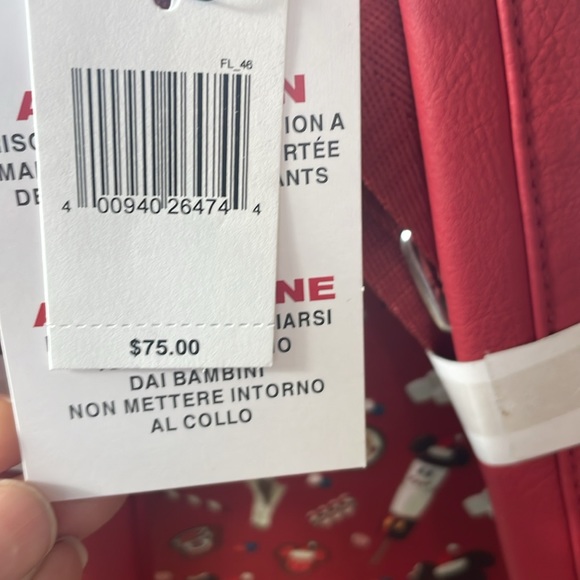 FL_46
4 00940 26474 4
$75.00
A N
ISC ION A
MA RTÉE
DE ANTS
A NE
IARSI
O
DAI BAMBINI
NON METTERE INTORNO
AL COLLO